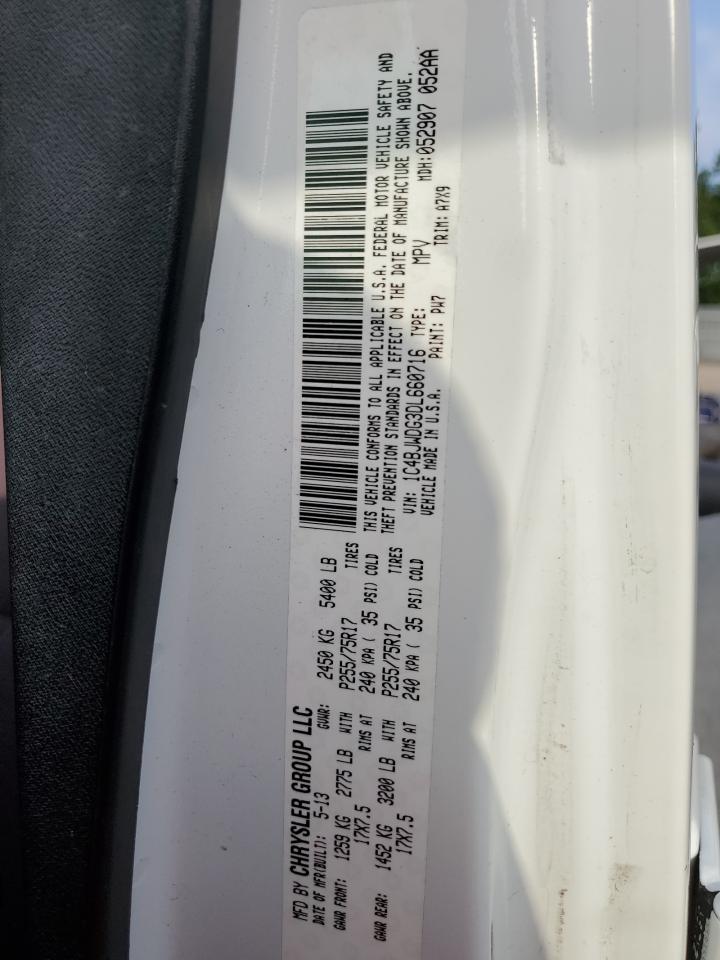 MFD BY CHRYSLER GROUP LLC
DATE OF MFR(BUILT): 5-13 GVWR: 2450 KG 5400 LB
GAWR FRONT: 1259 KG 2775 LB WITH P255/75R17 TIRES
17X7.5 RIMS AT 240 KPA ( 35 PSI) COLD
GAWR REAR: 1452 KG 3200 LB WITH P255/75R17 TIRES
17X7.5 RIMS AT 240 KPA ( 35 PSI) COLD
THIS VEHICLE CONFORMS TO ALL APPLICABLE U.S.A. FEDERAL MOTOR VEHICLE SAFETY AND
THEFT PREVENTION STANDARDS IN EFFECT ON THE DATE OF MANUFACTURE SHOWN ABOVE.
VIN: 1C4BJWDG3DL660716 TYPE: MPV MDH:052907 052AA
VEHICLE MADE IN U.S.A. PAINT: PW7 TRIM: A7X9